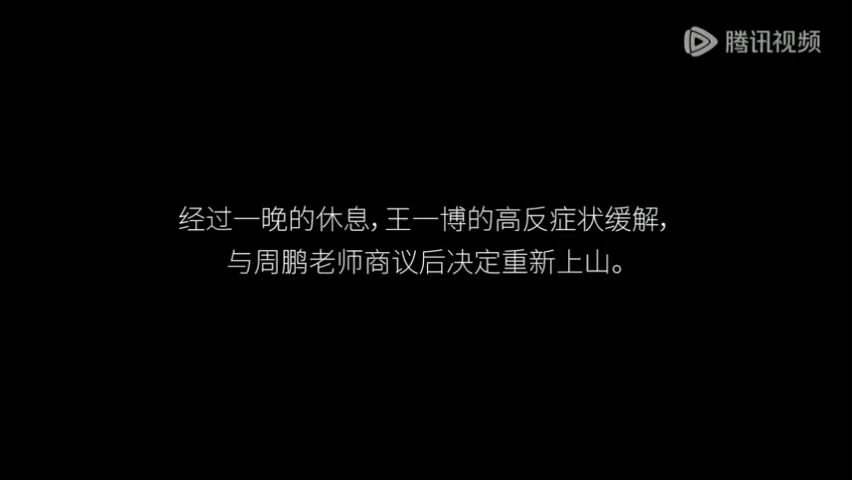 腾讯视频
经过一晚的休息，王一博的高反症状缓解，
与周鹏老师商议后决定重新上山。